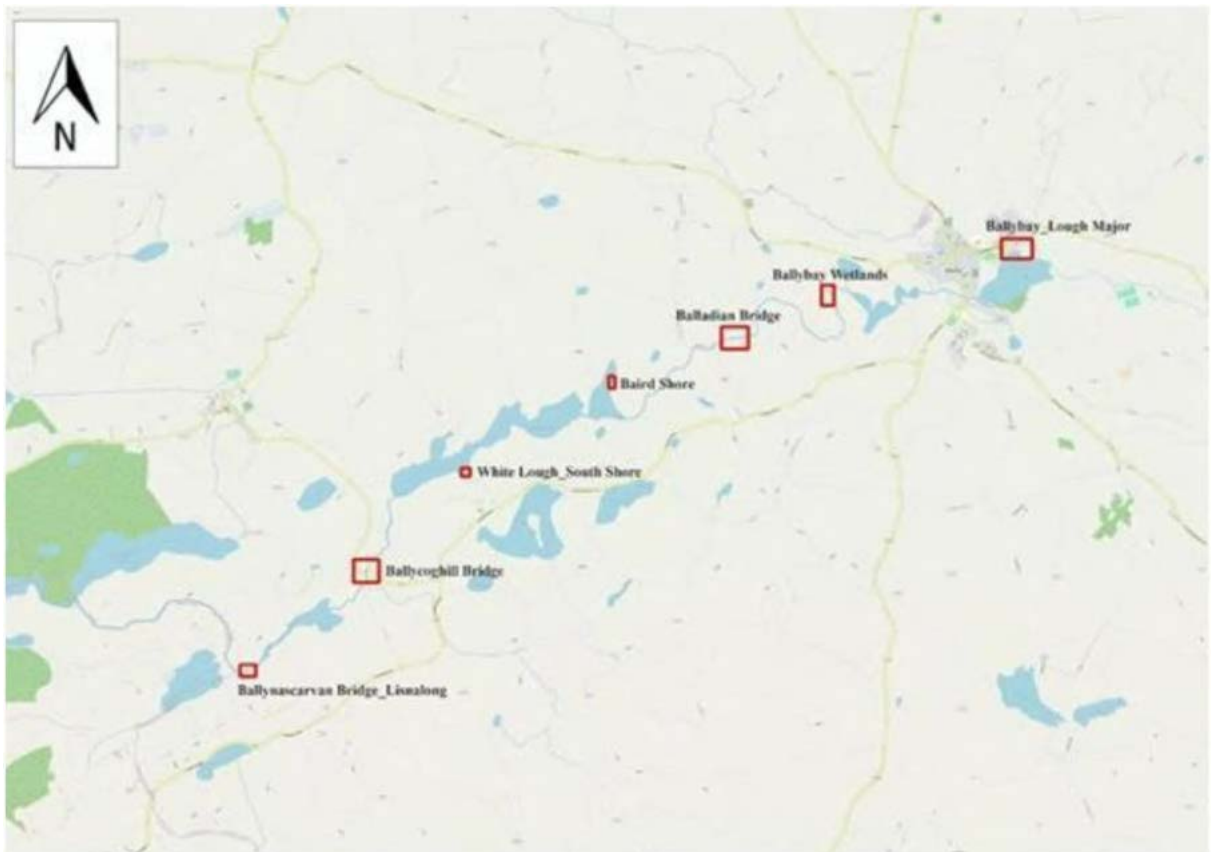 N
Ballybay_Lough Major
Ballybay Wetlands
Balladian Bridge
Baird Shore
White Lough_South Shore
Ballycoghill Bridge
Ballynascarvan Bridge_Lisnalong